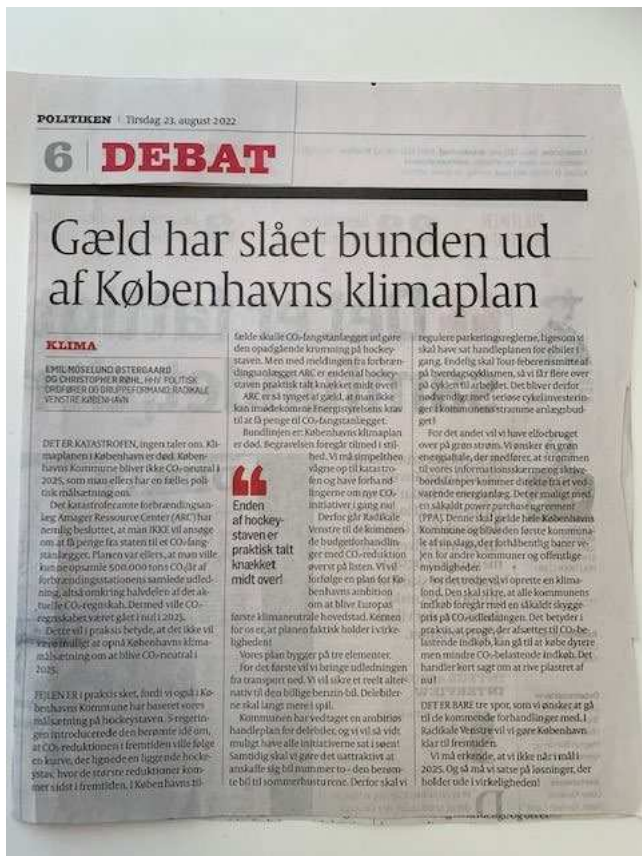 POLITIKEN | Tirsdag 23. august 2022
6 DEBAT
Gæld har slået bunden ud
af Københavns klimaplan
KLIMA
EMIL MOSELUND ØSTERGAARD
OG CHRISTOPHER RØHL, HHV. POLITISK
ORDFØRER OG GRUPPEFORMAND, RADIKALE
VENSTRE KØBENHAVN
DET ER KATASTROFEN, ingen taler om. Kli-
maplanen i København er død. Køben-
havns Kommune bliver ikke CO₂-neutral i
2025, som man ellers har en fælles poli-
tisk målsætning om.
Det katastroferamte forbrændingsan-
læg Amager Ressource Center (ARC) har
nemlig besluttet, at man IKKE vil ansøge
om at få penge fra staten til et CO₂-fangst-
anlægget. Planen var ellers, at man ville
kunne opsamle 500.000 tons CO₂ år af
forbrændingsstationens samlede udled-
ning, altså omkring halvdelen af det ak-
tuelle CO₂-regnskab. Dermed ville CO₂-
regnskabet været gået i nul i 2025.
Dette vil i praksis betyde, at det ikke vil
være muligt at opnå Københavns klima-
målsætning om at blive CO₂-neutral i
2025.
FEJLEN ER i praksis sket, fordi vi også i Kø-
benhavns Kommune har baseret vores
målsætning på hockeystaven. S-regerin-
gen introducerede den berømte idé om,
at CO₂-reduktionen i fremtiden ville følge
en kurve, der lignede en liggende hocke-
ystav, hvor de største reduktioner kom-
mer sidst i fremtiden. I Københavns til-
fælde skulle CO₂-fangstanlægget udgøre
den opadgående krumning på hockey-
staven. Men med meldingen fra forbræn-
dingsanlægget ARC er enden af hockey-
staven praktisk talt knækket midt over!
ARC er så tynget af gæld, at man ikke
kan imødekomme Energistyrelsens krav
til at få penge til CO₂-fangstanlægget.
Bundlinjen er: Københavns klimaplan
er død. Begravelsen foregår tilmed i stil-
hed. Vi må simpelthen
vågne op til katastro-
fen og have forhand-
lingerne om nye CO₂-
initiativer i gang nu!
Derfor går Radikale
Venstre til de kommen-
de budgetforhandlin-
ger med CO₂-reduktion
øverst på listen. Vi vil
forfølge en plan for Kø-
benhavns ambition
om at blive Europas
første klimaneutrale hovedstad. Kernen
for os er, at planen faktisk holder i virke-
ligheden!
Vores plan bygger på tre elementer.
For det første vil vi bringe udledningen
fra transport ned. Vi vil sikre et reelt alter-
nativ til den billige benzin-bil. Delebiler-
ne skal langt mere i spil.
Kommunen har vedtaget en ambitiøs
handleplan for delebiler, og vi vil så vidt
muligt have alle initiativerne sat i søen!
Samtidig skal vi gøre det uattraktivt at
anskaffe sig bil nummer to – den berøm-
te bil til sommerhusturene. Derfor skal vi
Enden
af hockey-
staven er
praktisk talt
knækket
midt over!
regulere parkeringsreglerne, ligesom vi
skal have sat handleplanen for elbiler i
gang. Endelig skal Tour-feberen smitte af
på hverdagscyklismen, så vi får flere over
på cyklen til arbejdet. Det bliver derfor
nødvendigt med seriøse cykelinvesterin-
ger i kommunens stramme anlægsbud-
get!
For det andet vil vi have elforbruget
over på grøn strøm. Vi ønsker en grøn
energiaftale, der medfører, at strømmen
til vores informationsskærme og skrive-
bordslamper kommer direkte fra et ved-
varende energianlæg. Det er muligt med
en såkaldt power purchase agreement
(PPA). Denne skal gælde hele Københavns
Kommune og blive den første kommuna-
le af sin slags, der forhåbentlig baner ve-
jen for andre kommuner og offentlige
myndigheder.
For det tredje vil vi oprette en klima-
fond. Den skal sikre, at alle kommunens
indkøb foregår med en såkaldt skygge-
pris på CO₂-udledningen. Det betyder i
praksis, at penge, der afsættes til CO₂-be-
lastende indkøb, kan gå til at købe dytere
men mindre CO₂-belastende indkøb. Det
handler kort sagt om at rive plastret af
nu!
DET ER BARE tre spor, som vi ønsker at gå
til de kommende forhandlinger med. I
Radikale Venstre vil vi gøre København
klar til fremtiden.
Vi må erkende, at vi ikke når i mål i
2025. Og så må vi satse på løsninger, der
holder ude i virkeligheden!